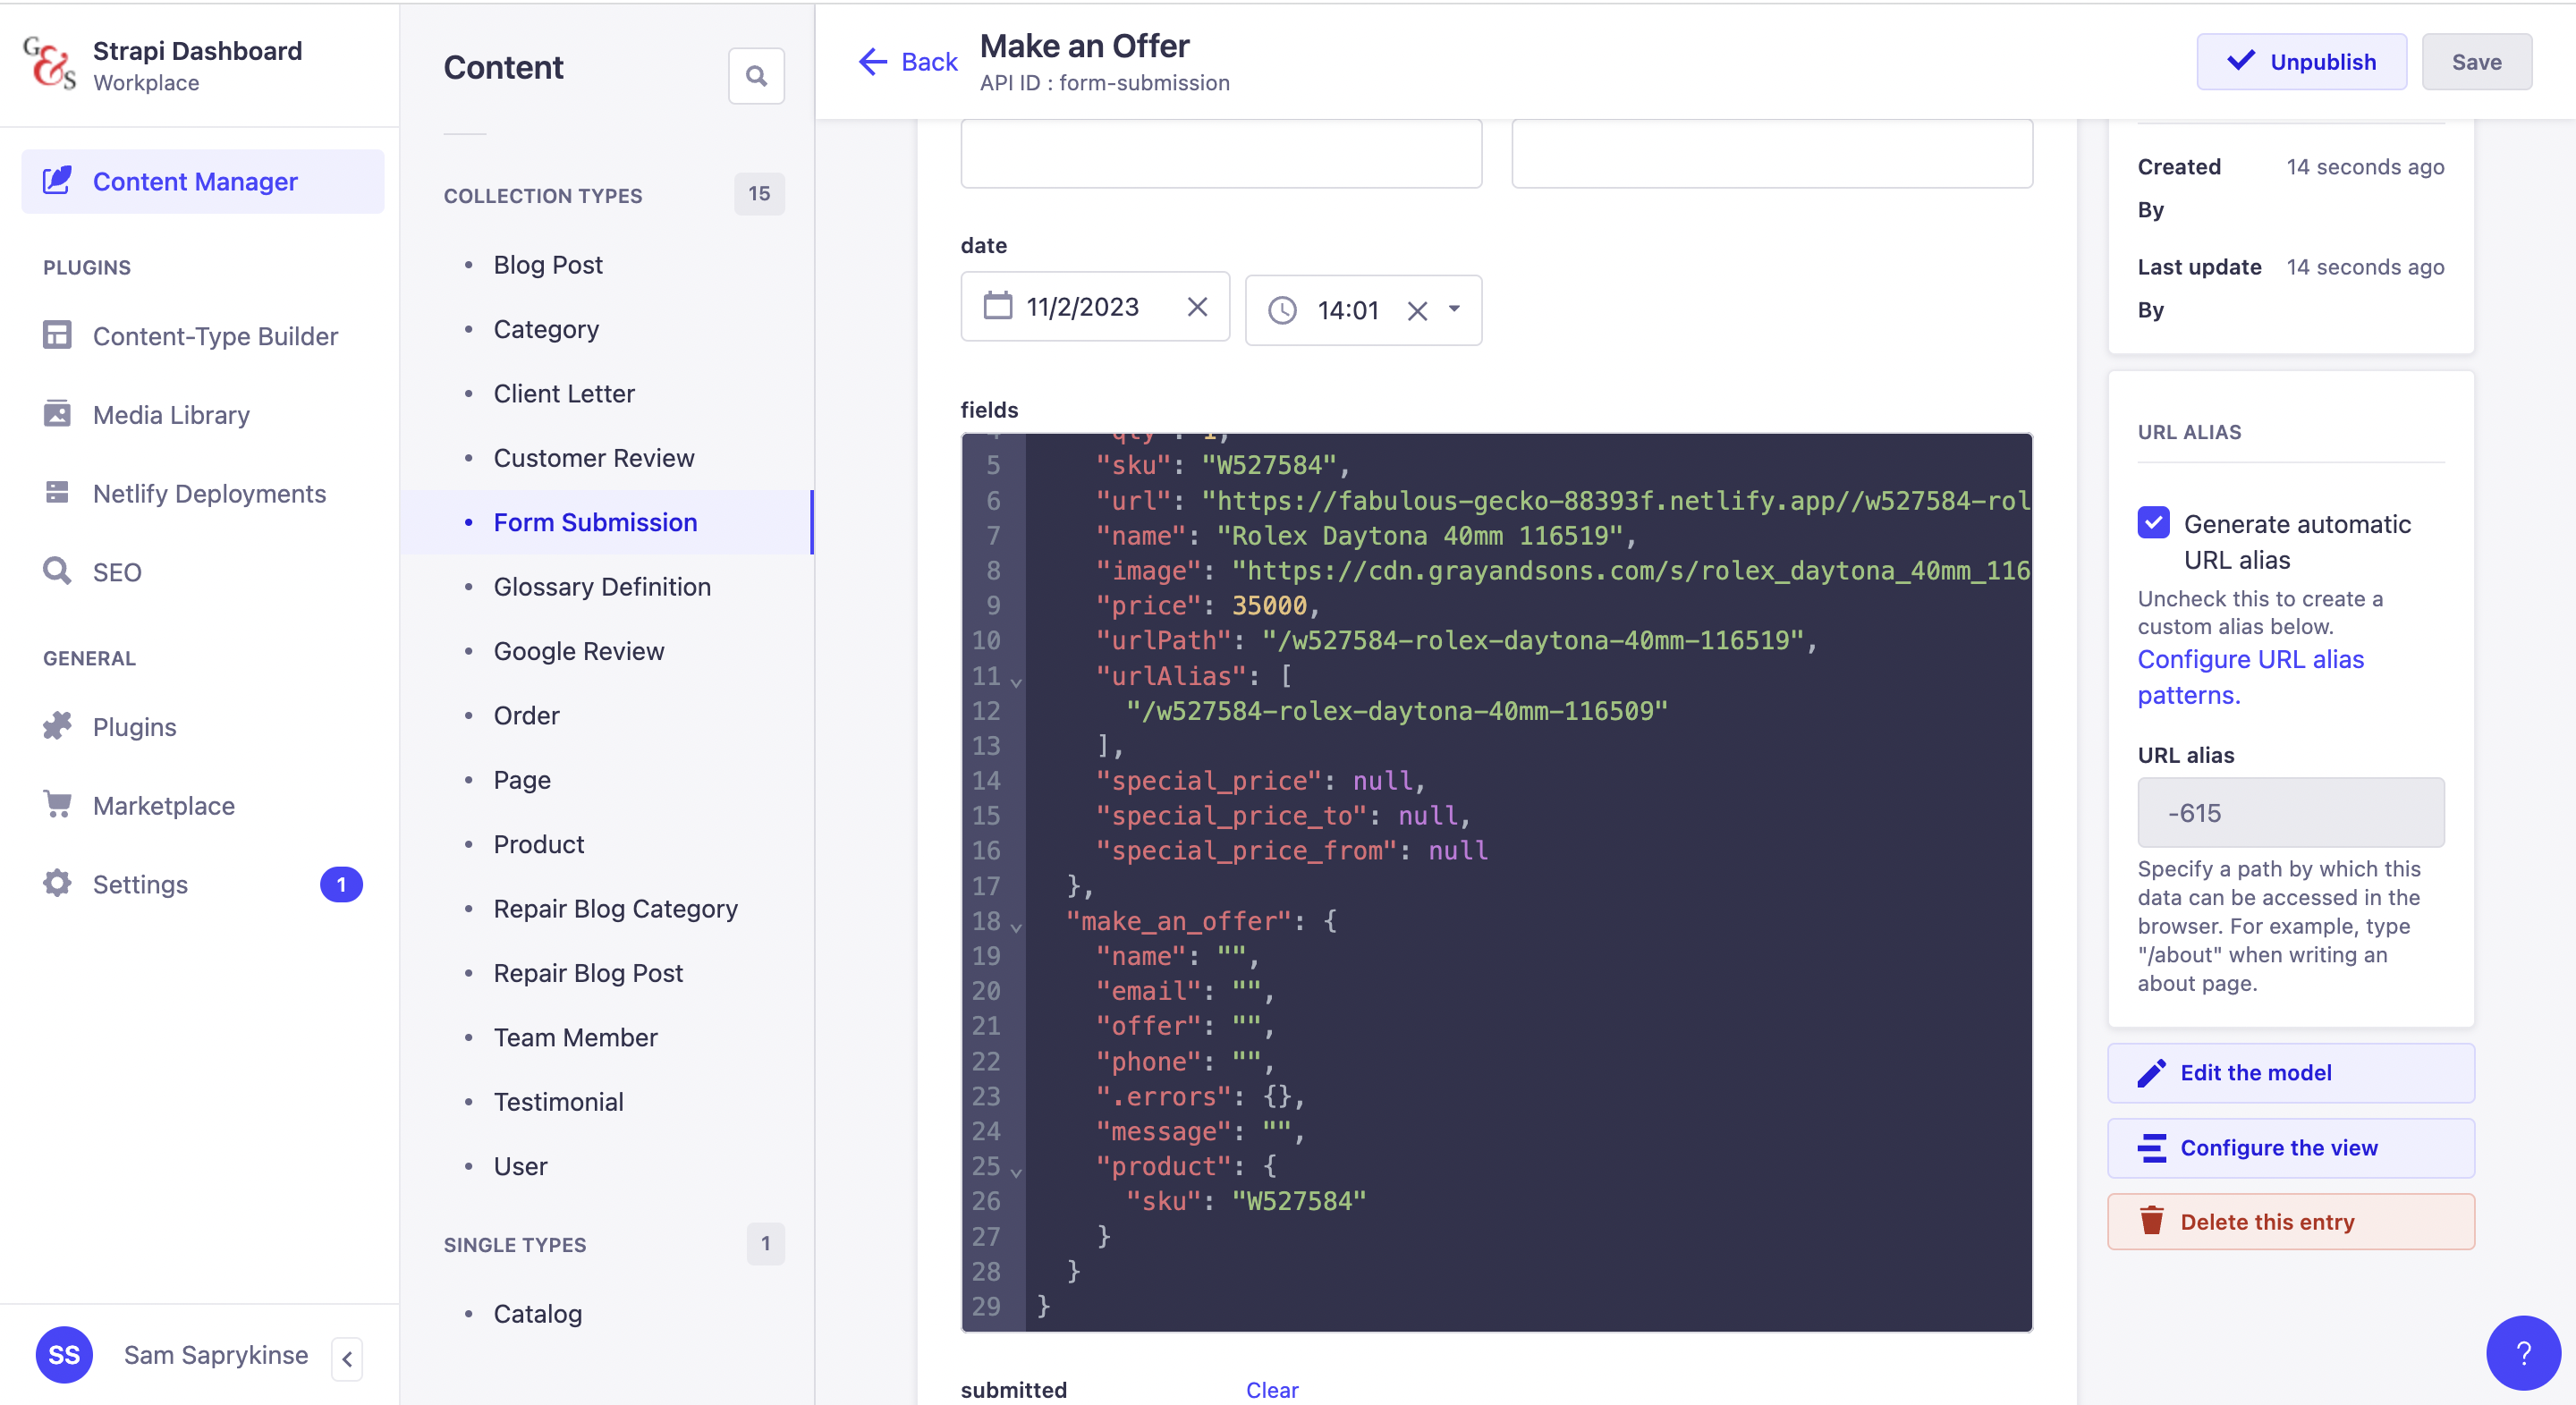 G&S
Strapi Dashboard
Workplace
Content Manager
PLUGINS
Content-Type Builder
Media Library
Netlify Deployments
SEO
GENERAL
Plugins
Marketplace
Settings
1
SS
Sam Saprykinse
Content
COLLECTION TYPES
15
Blog Post
Category
Client Letter
Customer Review
Form Submission
Glossary Definition
Google Review
Order
Page
Product
Repair Blog Category
Repair Blog Post
Team Member
Testimonial
User
SINGLE TYPES
1
Catalog
Back
Make an Offer
API ID : form-submission
Unpublish
Save
date
11/2/2023
14:01
fields
4 "qty": 1,
5 "sku": "W527584",
6 "url": "https://fabulous-gecko-88393f.netlify.app//w527584-rol
7 "name": "Rolex Daytona 40mm 116519",
8 "image": "https://cdn.grayandsons.com/s/rolex_daytona_40mm_116
9 "price": 35000,
10 "urlPath": "/w527584-rolex-daytona-40mm-116519",
11 "urlAlias": [
12 "/w527584-rolex-daytona-40mm-116509"
13 ],
14 "special_price": null,
15 "special_price_to": null,
16 "special_price_from": null
17 },
18 "make_an_offer": {
19 "name": "",
20 "email": "",
21 "offer": "",
22 "phone": "",
23 ".errors": {},
24 "message": "",
25 "product": {
26 "sku": "W527584"
27 }
28 }
29 }
submitted
Clear
Created 14 seconds ago
By
Last update 14 seconds ago
By
URL ALIAS
Generate automatic
URL alias
Uncheck this to create a
custom alias below.
Configure URL alias
patterns.
URL alias
-615
Specify a path by which this
data can be accessed in the
browser. For example, type
"/about" when writing an
about page.
Edit the model
Configure the view
Delete this entry
?